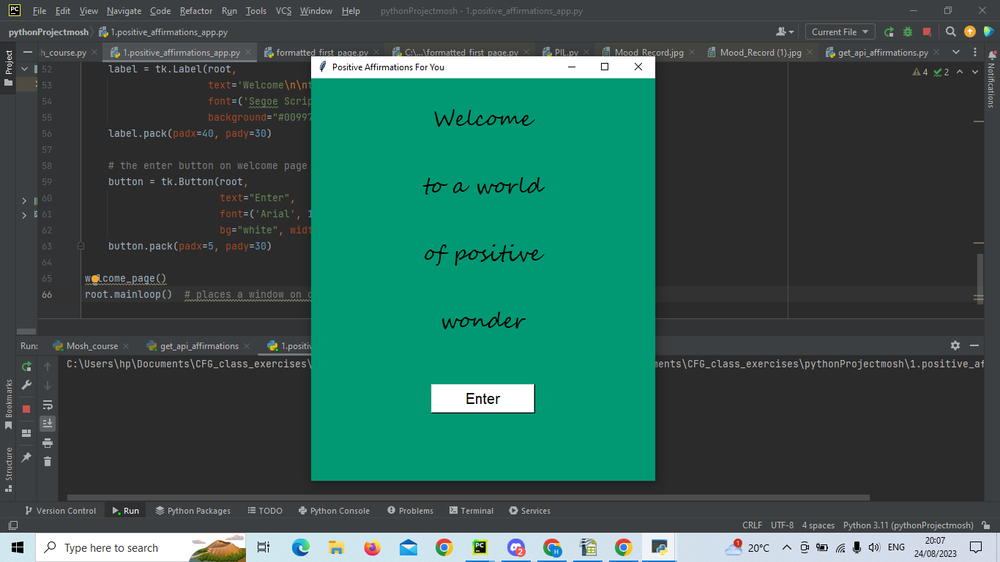 File Edit View Navigate Code Refactor Run Tools VCS Window Help pythonProjectmosh - 1.positive_affirmations_app.py
pythonProjectmosh 1.positive_affirmations_app.py Current File
Project h_course.py 1.positive_affirmations_app.py formatted_first_page.py C:\...\formatted_first_page.py PIL.py Mood_Record.jpg Mood_Record (1).jpg get_api_affirmations.py Notifications
Positive Affirmations For You
4 2
52 label = tk.Label(root,
53 text='Welcome\n\nt
54 font=('Segoe Scrip
55 background="#00997
56 label.pack(padx=40, pady=30)
57
58 # the enter button on welcome page
59 button = tk.Button(root,
60 text="Enter",
61 font=('Arial', 1
62 bg="white", widt
63 button.pack(padx=5, pady=30)
64
65 welcome_page()
66 root.mainloop() # places a window on c
Welcome
to a world
of positive
wonder
Enter
Run: Mosh_course get_api_affirmations 1.positiv
C:\Users\hp\Documents\CFG_class_exercises\ ments\CFG_class_exercises\pythonProjectmosh\1.positive_af
Bookmarks
Structure
Version Control Run Python Packages TODO Python Console Problems Terminal Services
CRLF UTF-8 4 spaces Python 3.11 (pythonProjectmosh)
Type here to search 2 H 1 20°C ENG 20:07
24/08/2023